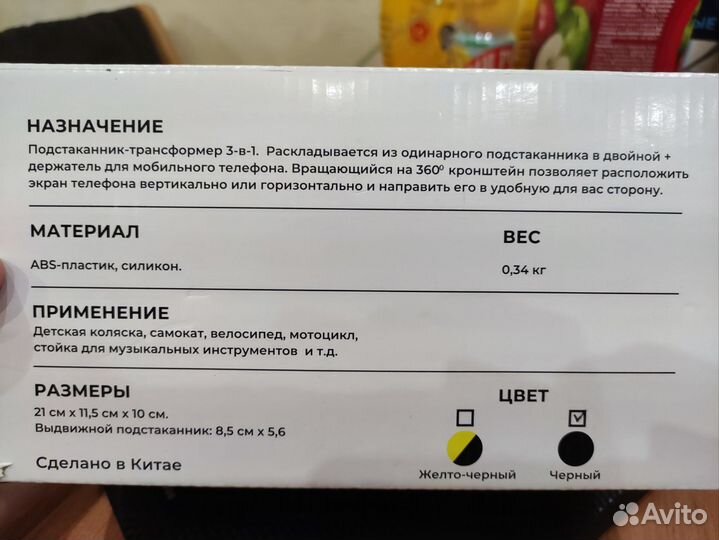 НАЗНАЧЕНИЕ
Подстаканник-трансформер 3-в-1. Раскладывается из одинарного подстаканника в двойной +
держатель для мобильного телефона. Вращающийся на 360⁰ кронштейн позволяет расположить
экран телефона вертикально или горизонтально и направить его в удобную для вас сторону.
МАТЕРИАЛ
ABS-пластик, силикон.
ВЕС
0,34 кг
ПРИМЕНЕНИЕ
Детская коляска, самокат, велосипед, мотоцикл,
стойка для музыкальных инструментов и т.д.
РАЗМЕРЫ
21 см х 11,5 см х 10 см.
Выдвижной подстаканник: 8,5 см х 5,6
Сделано в Китае
ЦВЕТ
Желто-черный
Черный
Avito